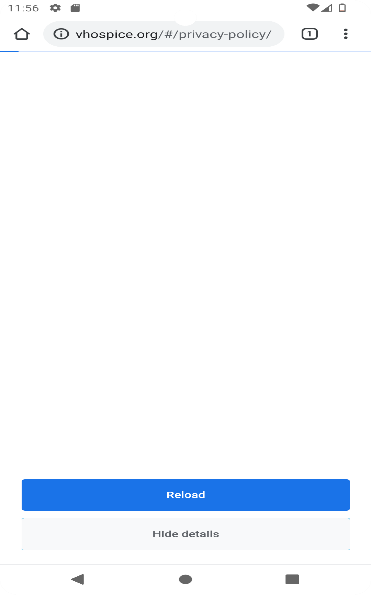 11:56
vhospice.org/#/privacy-policy/
1
Reload
Hide details